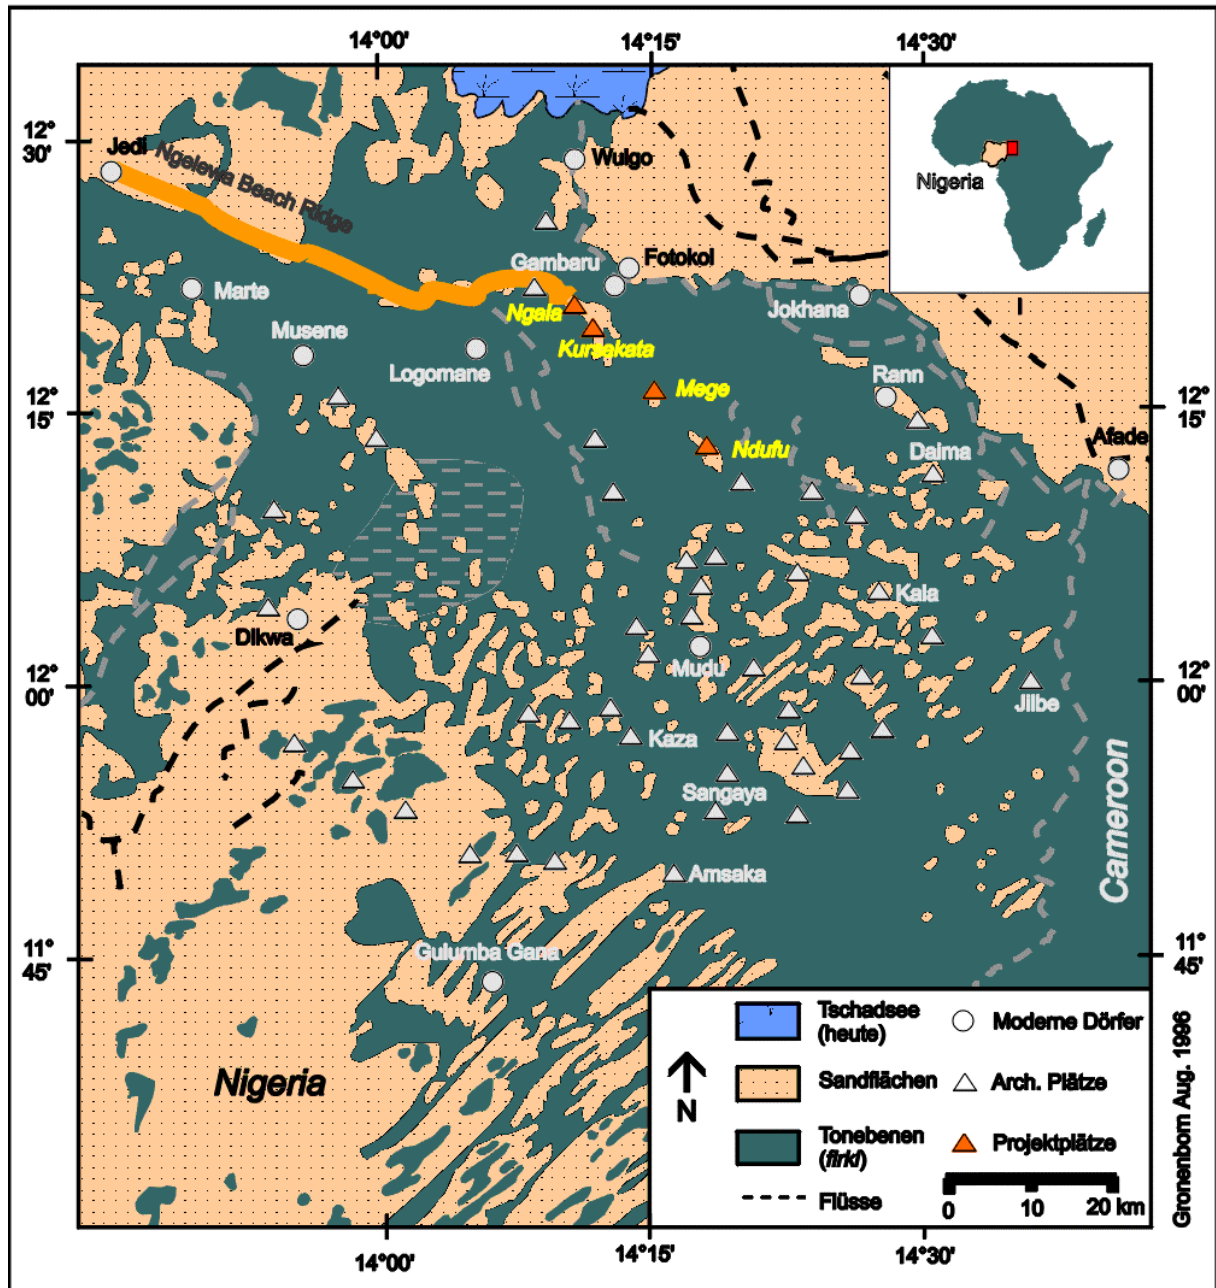 14°00'
14°15'
14°30'
12°
30'
Jedi
Ngelewa Beach Ridge
Wulgo
Nigeria
Gambaru
Fotokol
Marte
Jokhana
Ngala
Musene
Kursakata
Logomane
Rann
Mege
12°
15'
12°
15'
Afade
Ndufu
Daima
Kala
Dikwa
Mudu
12°
00'
12°
00'
Jilbe
Kaza
Cameroon
Sangaya
Amsaka
Gulumba Gana
11°
45'
11°
45'
Nigeria
Tschadsee
(heute)
Moderne Dörfer
Sandflächen
Arch. Plätze
N
Tonebenen
(firki)
Projektplätze
Flüsse
0 10 20 km
Gronenborn Aug. 1996
14°00'
14°15'
14°30'